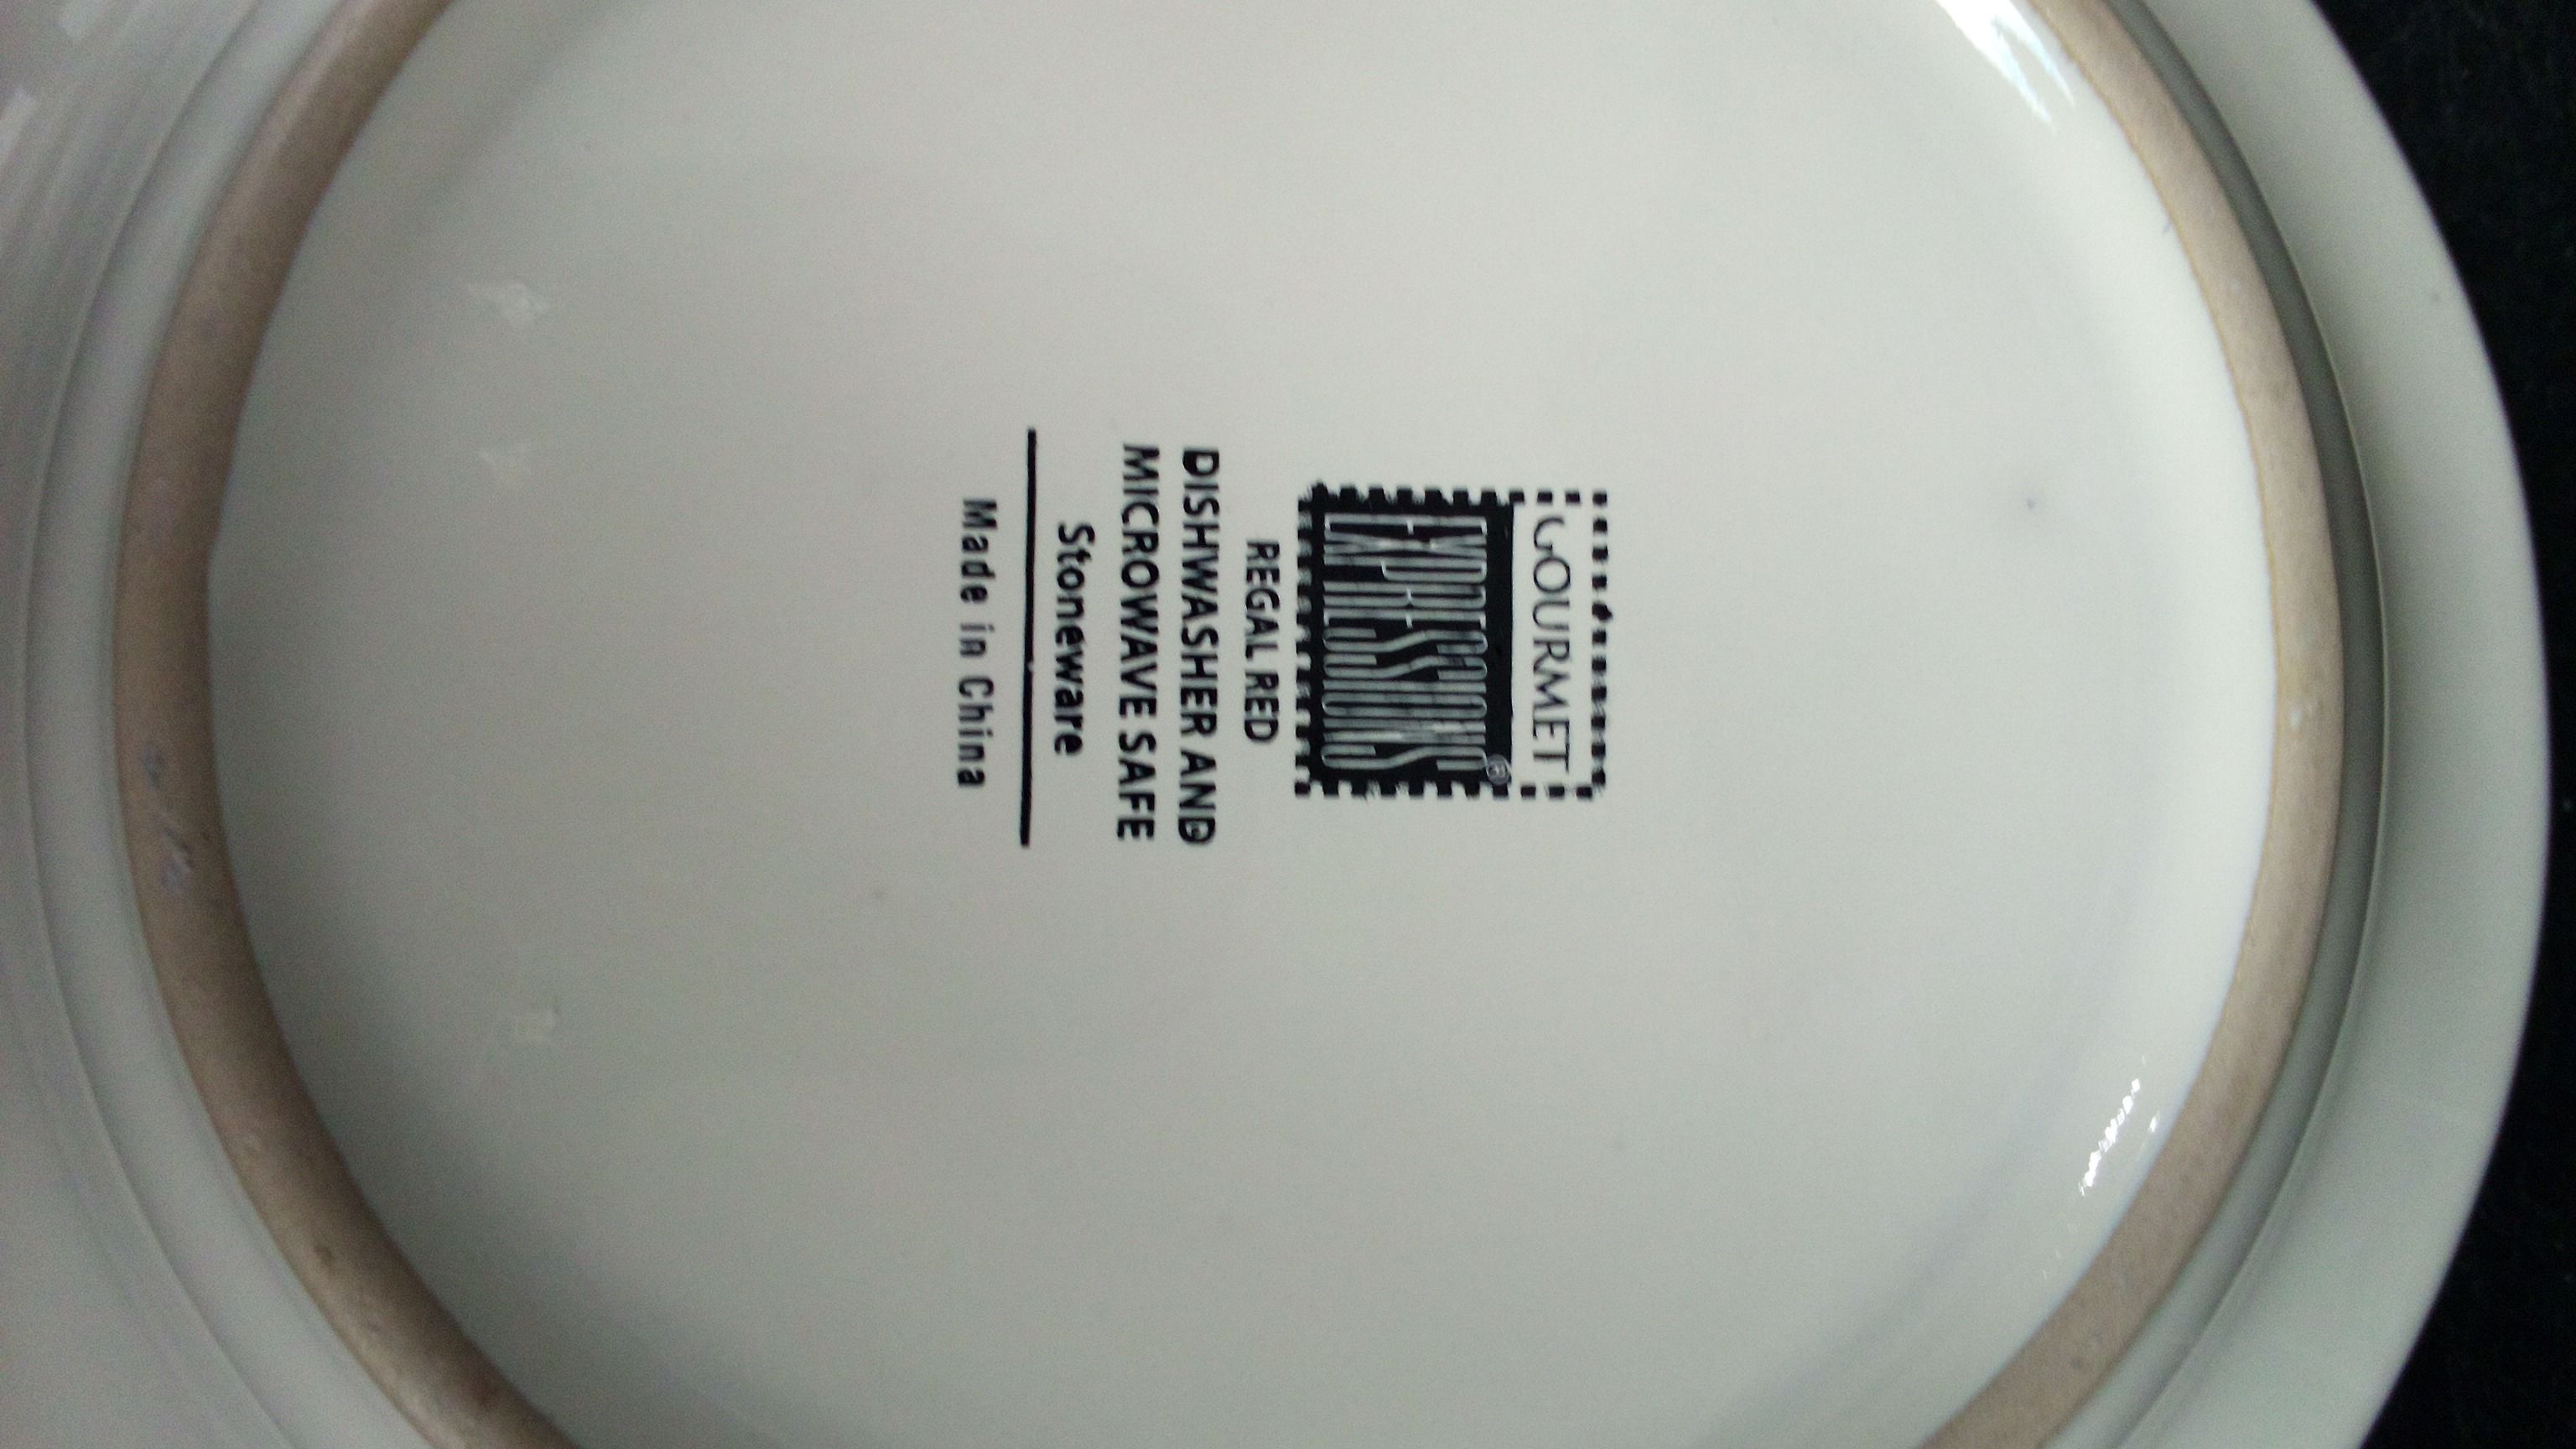 GOURMET
EXPRESSIONS®
REGAL RED
DISHWASHER AND
MICROWAVE SAFE
Stoneware
Made in China